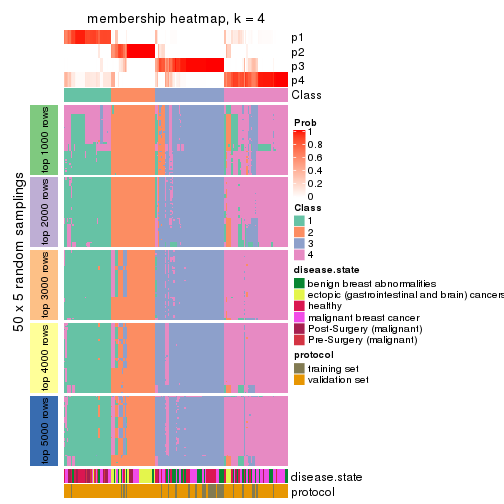 membership heatmap, k = 4
p1
p2
p3
p4
Class
50 x 5 random samplings
top 1000 rows
top 2000 rows
top 3000 rows
top 4000 rows
top 5000 rows
Prob
1
0.8
0.6
0.4
0.2
0
Class
1
2
3
4
disease.state
benign breast abnormalities
ectopic (gastrointestinal and brain) cancers
healthy
malignant breast cancer
Post-Surgery (malignant)
Pre-Surgery (malignant)
protocol
training set
validation set
disease.state
protocol